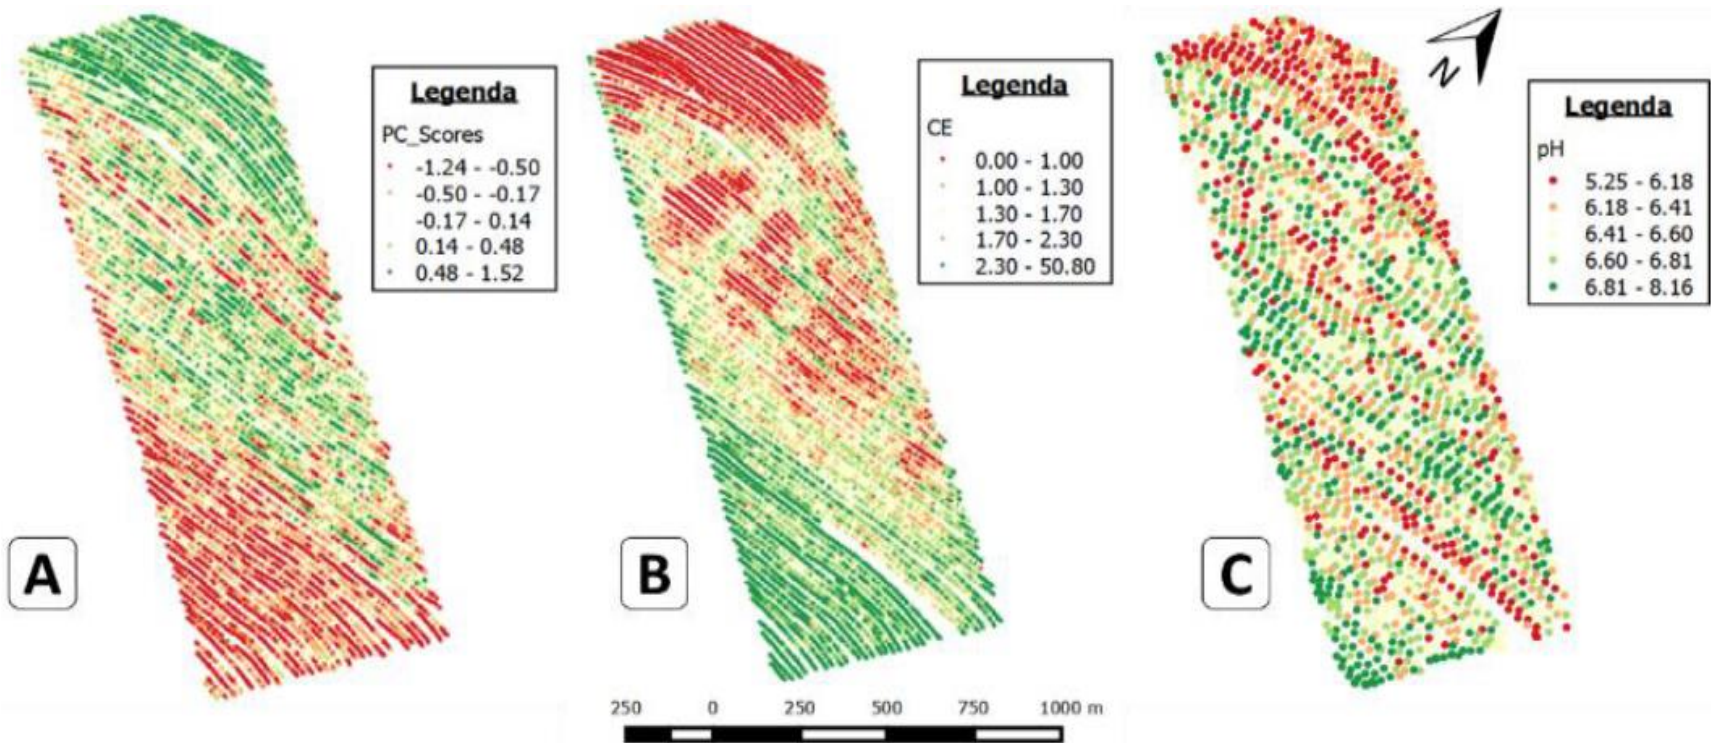 Legenda
PC_Scores
-1.24 - -0.50
-0.50 - -0.17
-0.17 - 0.14
0.14 - 0.48
0.48 - 1.52
A
Legenda
CE
0.00 - 1.00
1.00 - 1.30
1.30 - 1.70
1.70 - 2.30
2.30 - 50.80
B
N
Legenda
pH
5.25 - 6.18
6.18 - 6.41
6.41 - 6.60
6.60 - 6.81
6.81 - 8.16
C
250 0 250 500 750 1000 m